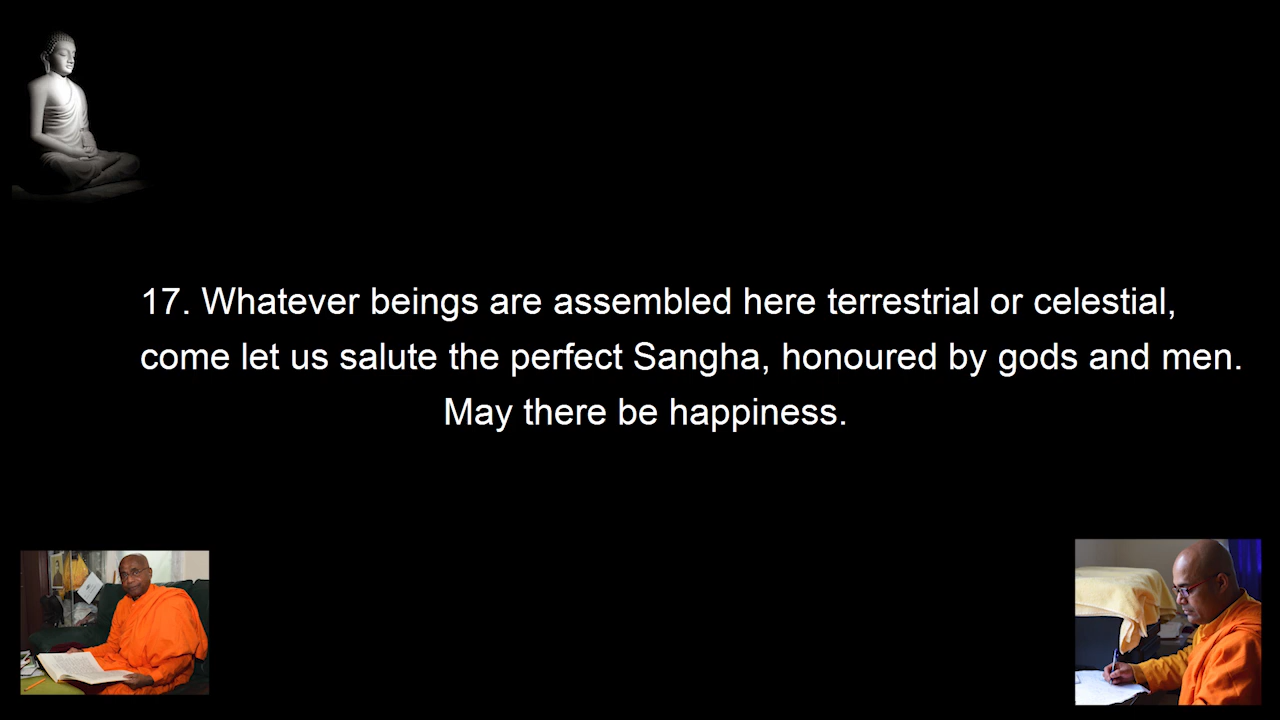 17. Whatever beings are assembled here terrestrial or celestial,
come let us salute the perfect Sangha, honoured by gods and men.
May there be happiness.